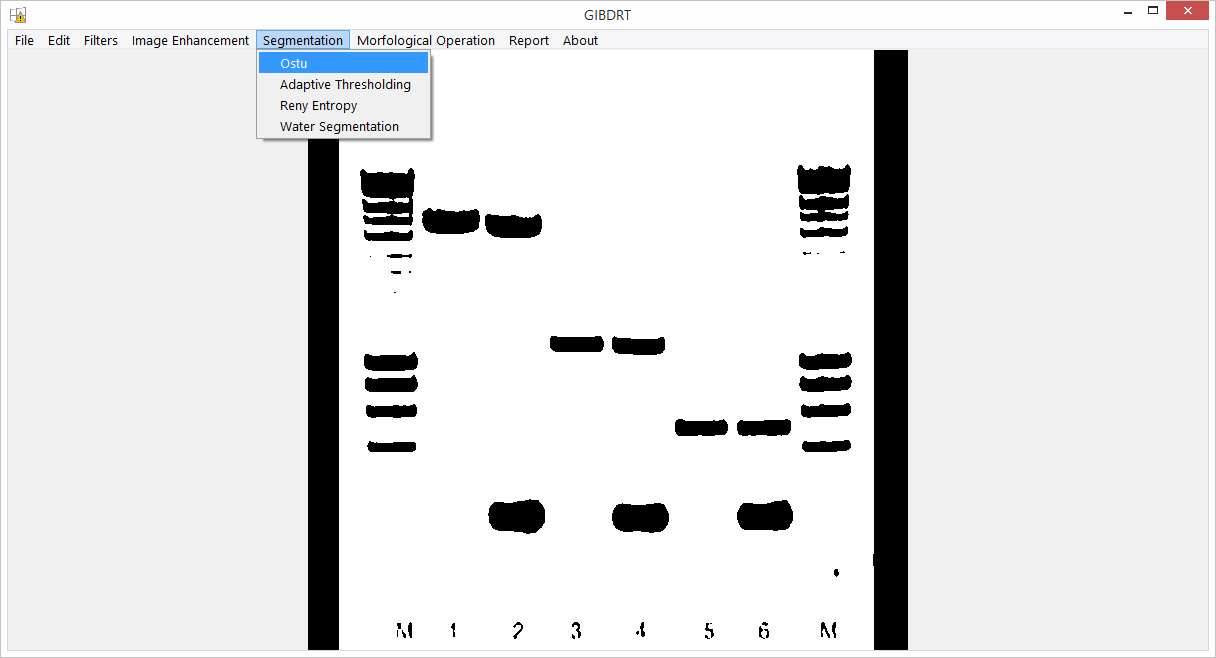 GIBDRT
File Edit Filters Image Enhancement Segmentation Morfological Operation Report About
Ostu
Adaptive Thresholding
Reny Entropy
Water Segmentation
M 1 2 3 4 5 6 M